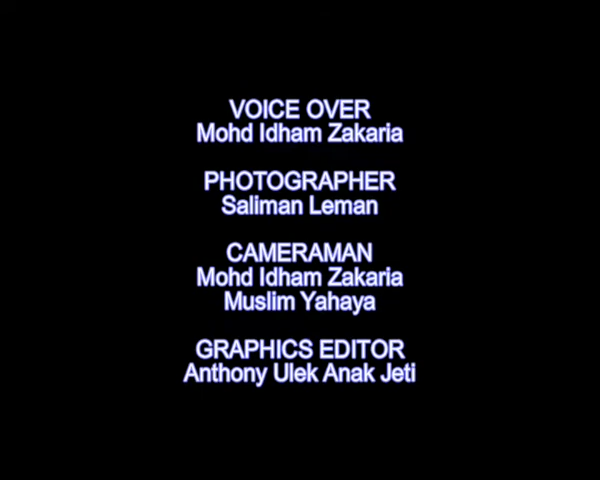 VOICE OVER
Mohd Idham Zakaria
PHOTOGRAPHER
Saliman Leman
CAMERAMAN
Mohd Idham Zakaria
Muslim Yahaya
GRAPHICS EDITOR
Anthony Ulek Anak Jeti